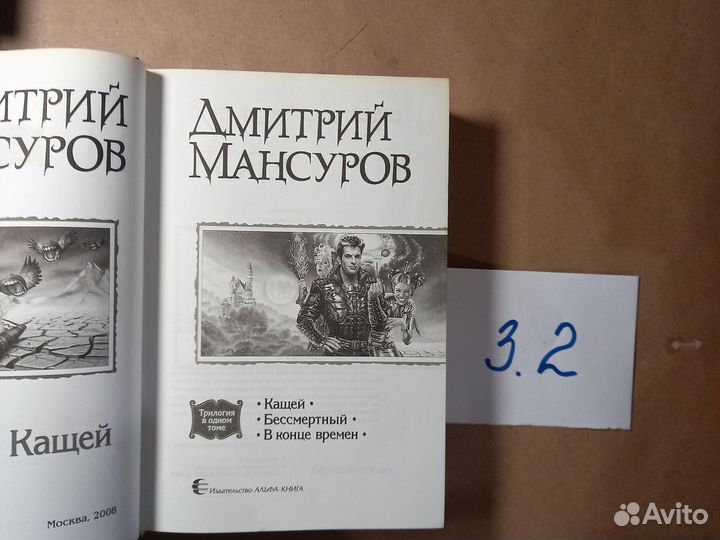 Кащей
Москва, 2008
ДМИТРИЙ
МАНСУРОВ
Трилогия
в одном
томе
• Кащей •
• Бессмертный •
• В конце времен •
Издательство АЛЬФА-КНИГА
3.2
Avito